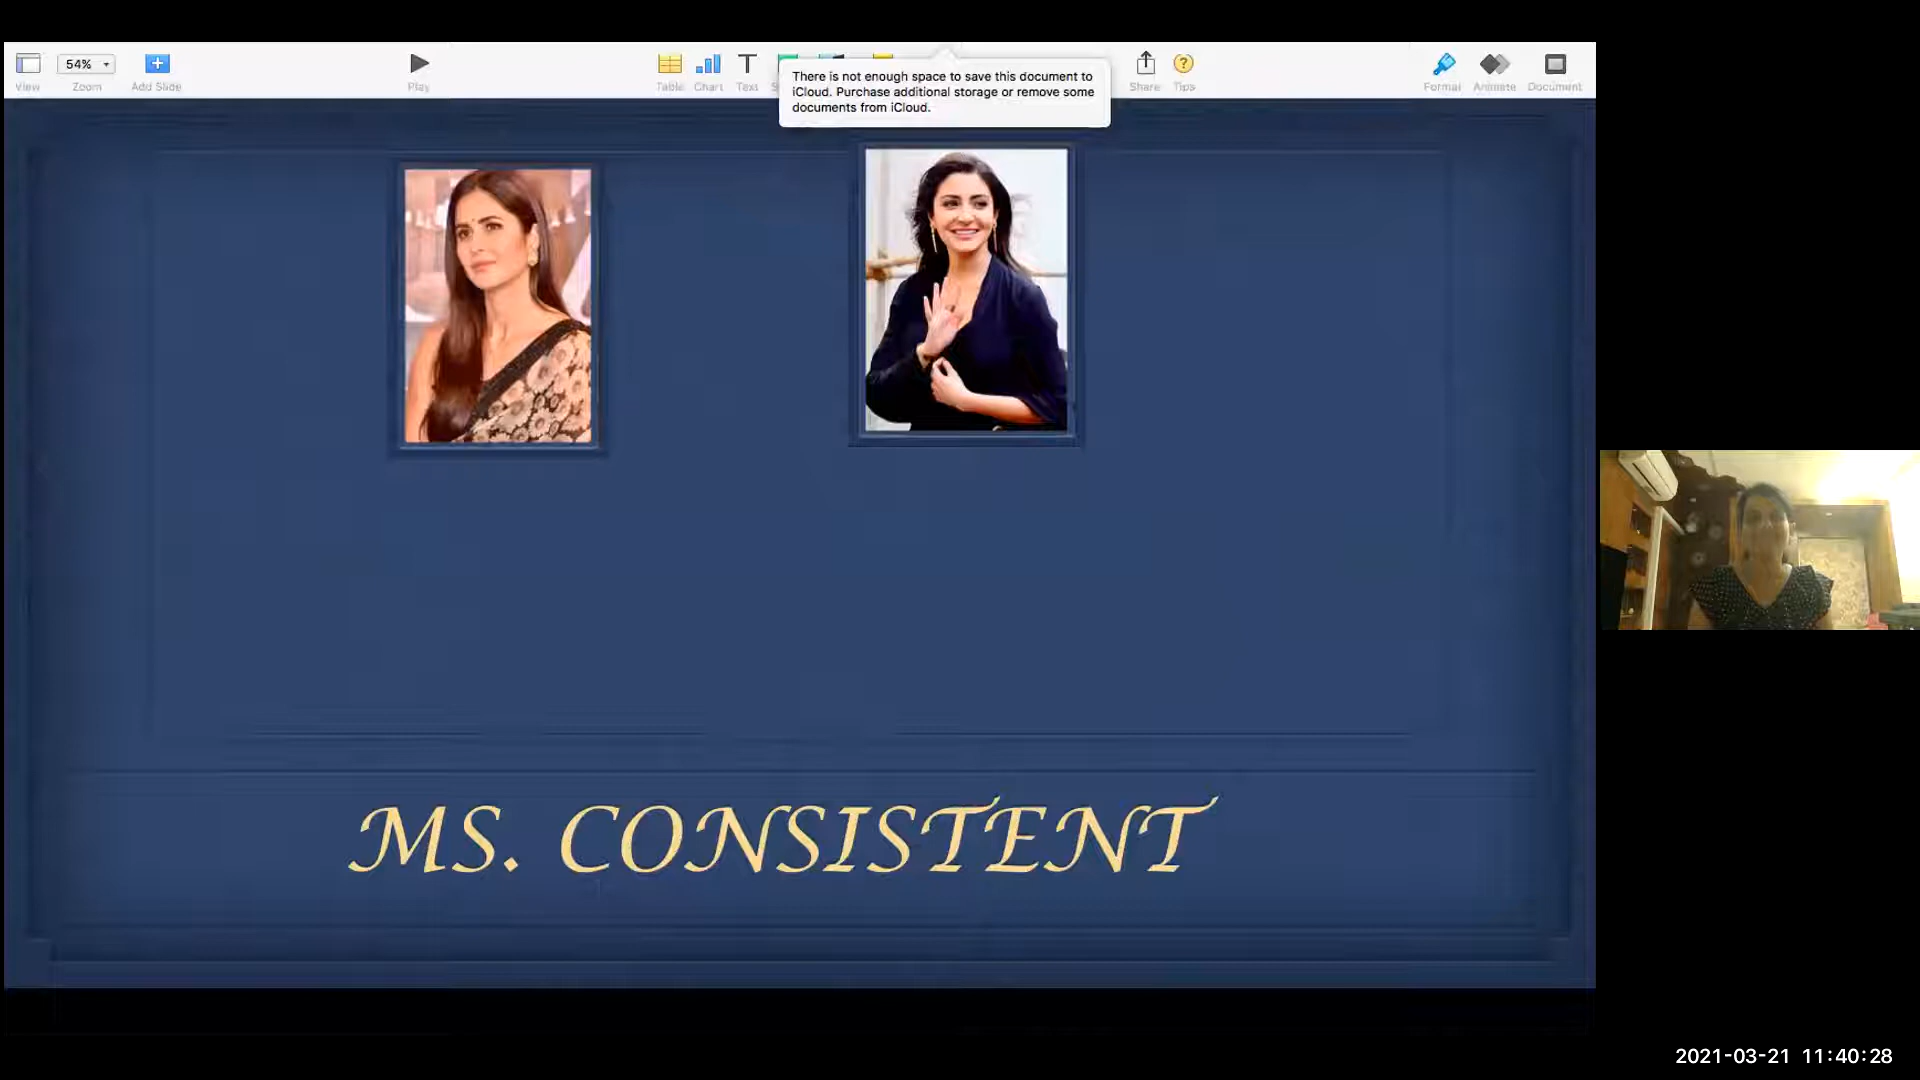 54%
View
Zoom
Add Slide
Play
Table
Chart
Text
There is not enough space to save this document to
iCloud. Purchase additional storage or remove some
documents from iCloud.
Share
Tips
Format
Animate
Document
MS. CONSISTENT
2021-03-21 11:40:28